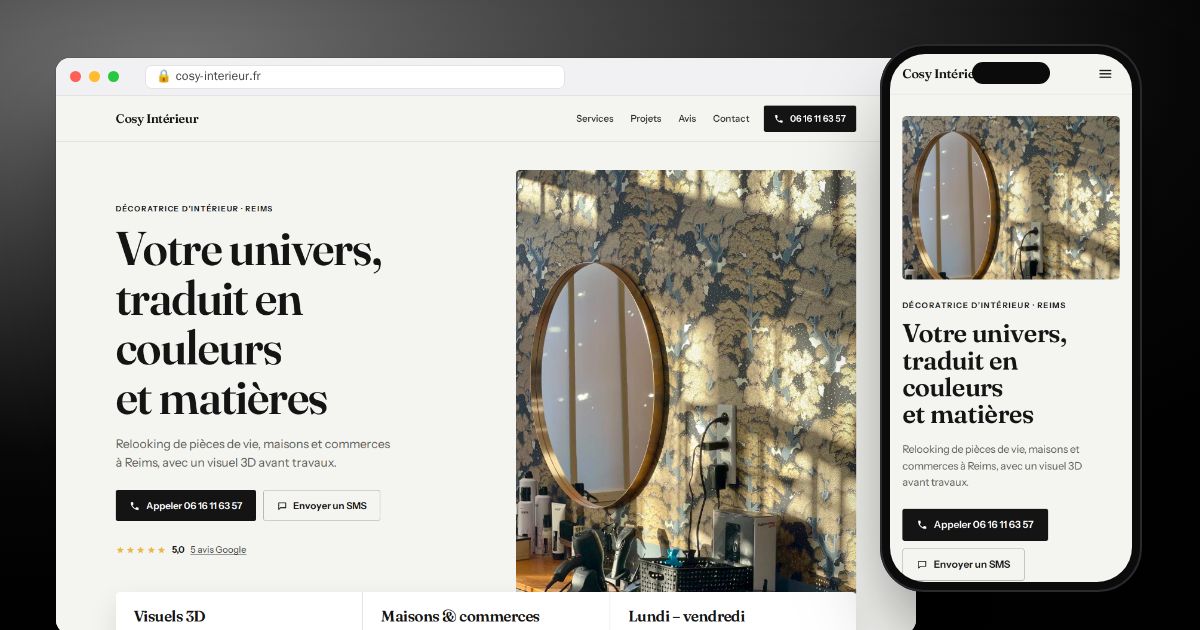 cosy-interieur.fr
Cosy Intérieur
Services Projets Avis Contact 06 16 11 63 57
DÉCORATRICE D'INTÉRIEUR · REIMS
Votre univers,
traduit en
couleurs
et matières
Relooking de pièces de vie, maisons et commerces
à Reims, avec un visuel 3D avant travaux.
Appeler 06 16 11 63 57 Envoyer un SMS
★★★★★ 5,0 5 avis Google
Visuels 3D Maisons & commerces Lundi – vendredi
Cosy Intérie
DÉCORATRICE D'INTÉRIEUR · REIMS
Votre univers,
traduit en
couleurs
et matières
Relooking de pièces de vie, maisons et
commerces à Reims, avec un visuel 3D
avant travaux.
Appeler 06 16 11 63 57
Envoyer un SMS